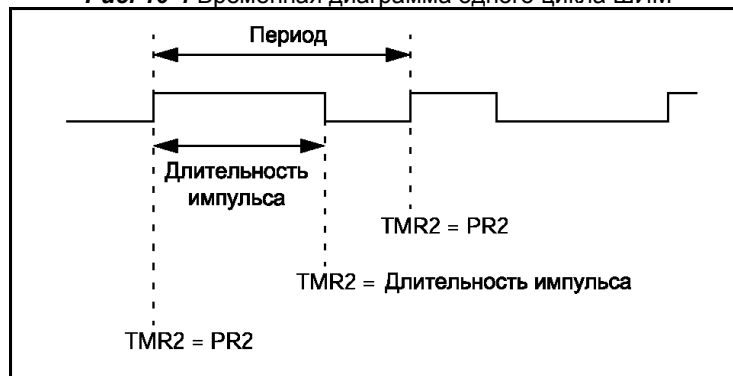 Временная диаграмма одного цикла ШИМ
Период
Длительность
импульса
TMR2 = PR2
TMR2 = Длительность импульса
TMR2 = PR2